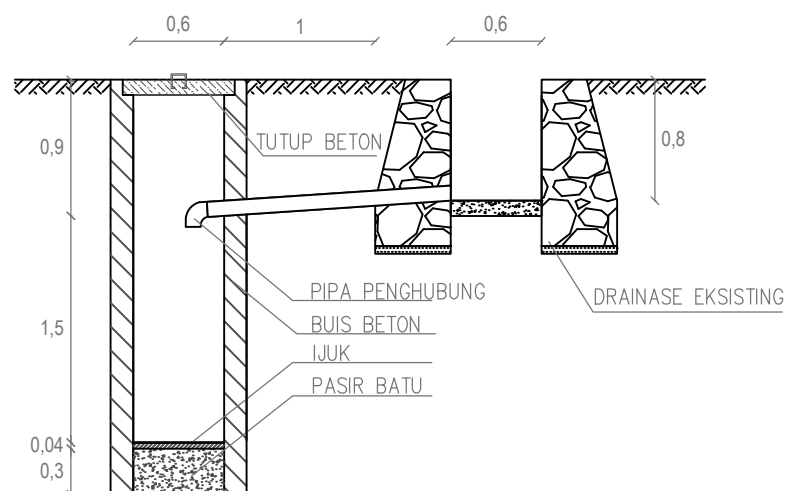 0,6
1
0,6
0,9
TUTUP BETON
0,8
PIPA PENGHUBUNG
DRAINASE EKSISTING
BUIS BETON
1,5
IJUK
PASIR BATU
0,04
0,3